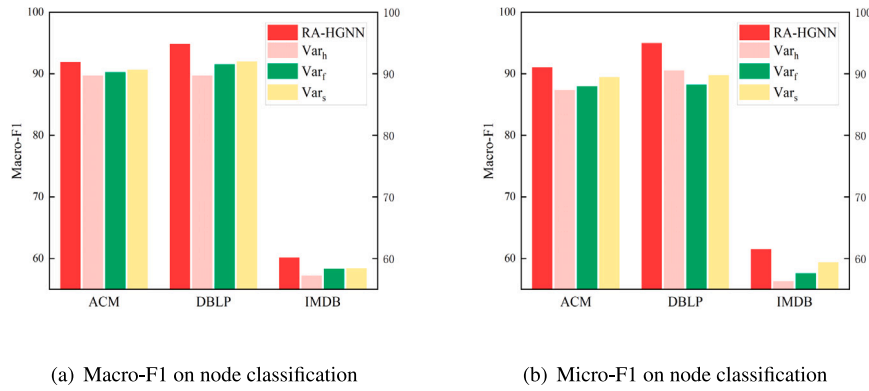 100
90
80
70
60
Macro-F1
100
90
80
70
60
RA-HGNN
Varh
Varf
Vars
ACM
DBLP
IMDB
(a) Macro-F1 on node classification
100
90
80
70
60
Macro-F1
100
90
80
70
60
RA-HGNN
Varh
Varf
Vars
ACM
DBLP
IMDB
(b) Micro-F1 on node classification